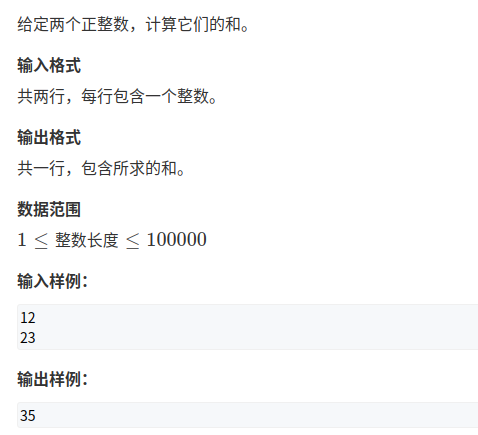 给定两个正整数，计算它们的和。
输入格式
共两行，每行包含一个整数。
输出格式
共一行，包含所求的和。
数据范围
1 ≤ 整数长度 ≤ 100000
输入样例：
12
23
输出样例：
35